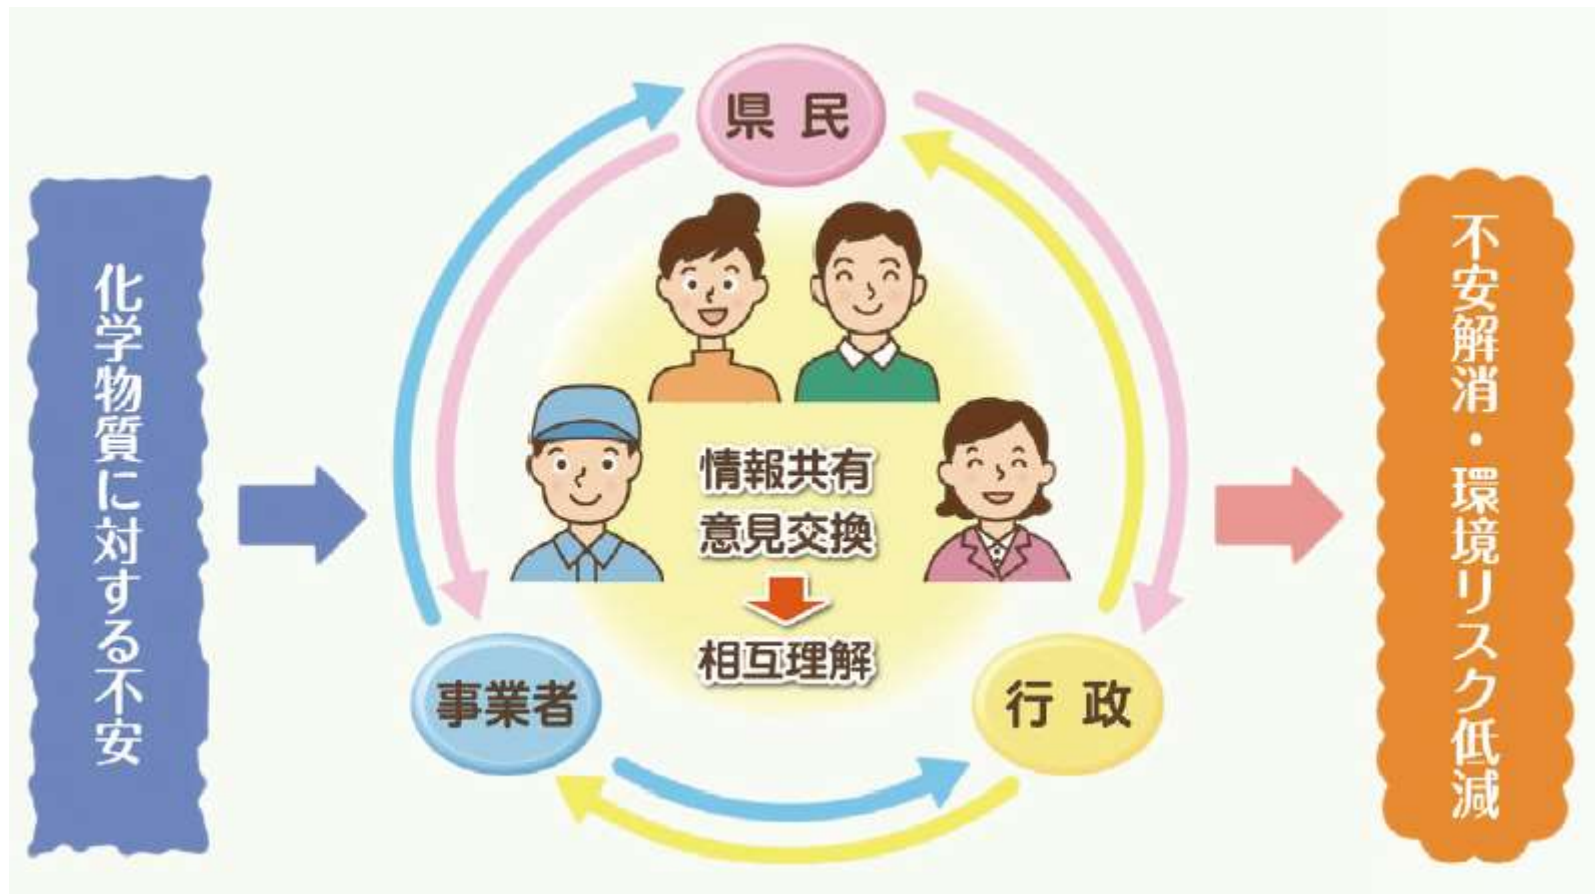 化学物質に対する不安
県民
情報共有
意見交換
相互理解
事業者
行政
不安解消・環境リスク低減